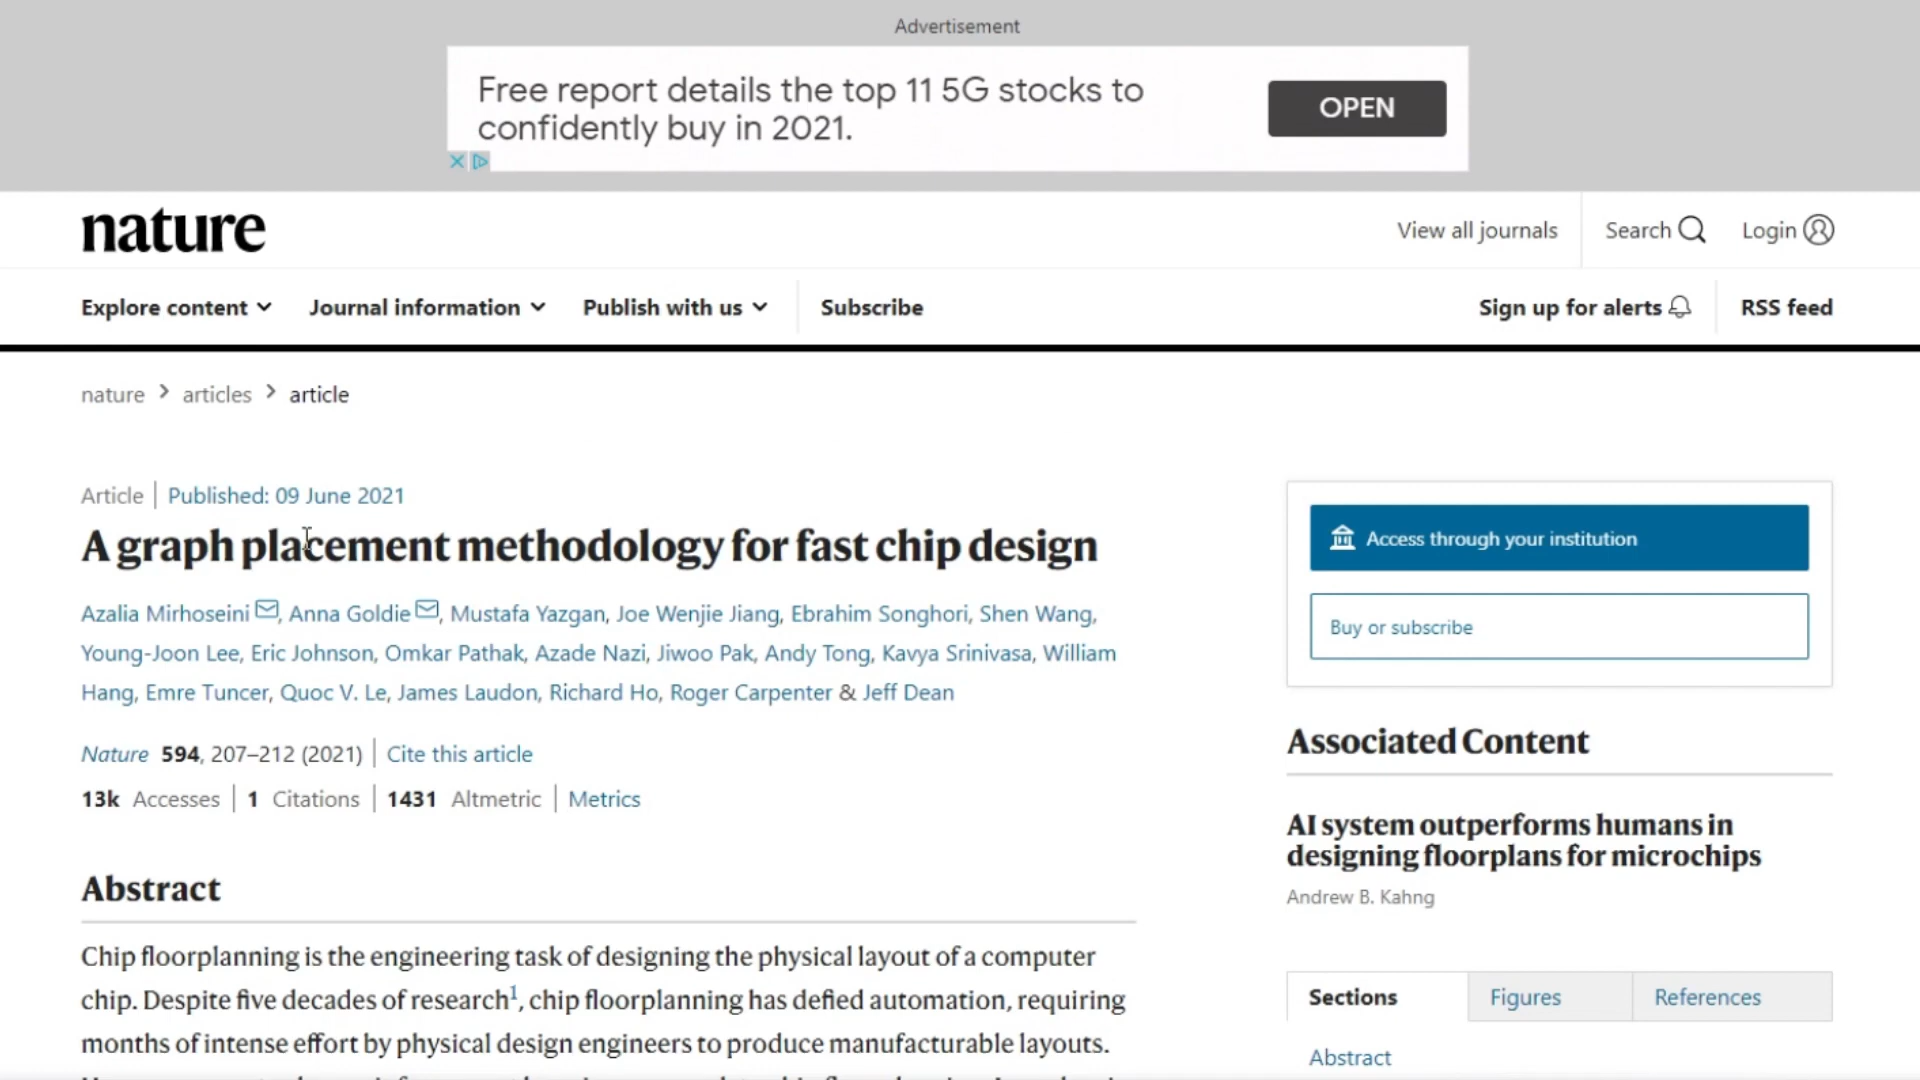 Advertisement
Free report details the top 11 5G stocks to
confidently buy in 2021.
OPEN
nature
View all journals
Search
Login
Explore content
Journal information
Publish with us
Subscribe
Sign up for alerts
RSS feed
nature > articles > article
Article | Published: 09 June 2021
A graph placement methodology for fast chip design
Azalia Mirhoseini, Anna Goldie, Mustafa Yazgan, Joe Wenjie Jiang, Ebrahim Songhori, Shen Wang,
Young-Joon Lee, Eric Johnson, Omkar Pathak, Azade Nazi, Jiwoo Pak, Andy Tong, Kavya Srinivasa, William
Hang, Emre Tuncer, Quoc V. Le, James Laudon, Richard Ho, Roger Carpenter & Jeff Dean
Nature 594, 207–212 (2021) | Cite this article
13k Accesses | 1 Citations | 1431 Altmetric | Metrics
Abstract
Chip floorplanning is the engineering task of designing the physical layout of a computer
chip. Despite five decades of research1, chip floorplanning has defied automation, requiring
months of intense effort by physical design engineers to produce manufacturable layouts.
Access through your institution
Buy or subscribe
Associated Content
AI system outperforms humans in
designing floorplans for microchips
Andrew B. Kahng
Sections
Figures
References
Abstract